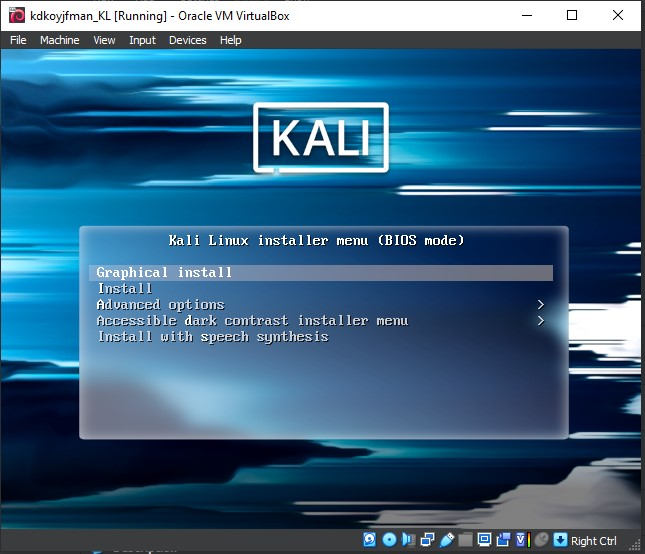 kdkoyjfman_KL [Running] - Oracle VM VirtualBox
File Machine View Input Devices Help
KALI
Kali Linux installer menu (BIOS mode)
Graphical install
Install
Advanced options >
Accessible dark contrast installer menu >
Install with speech synthesis
Right Ctrl